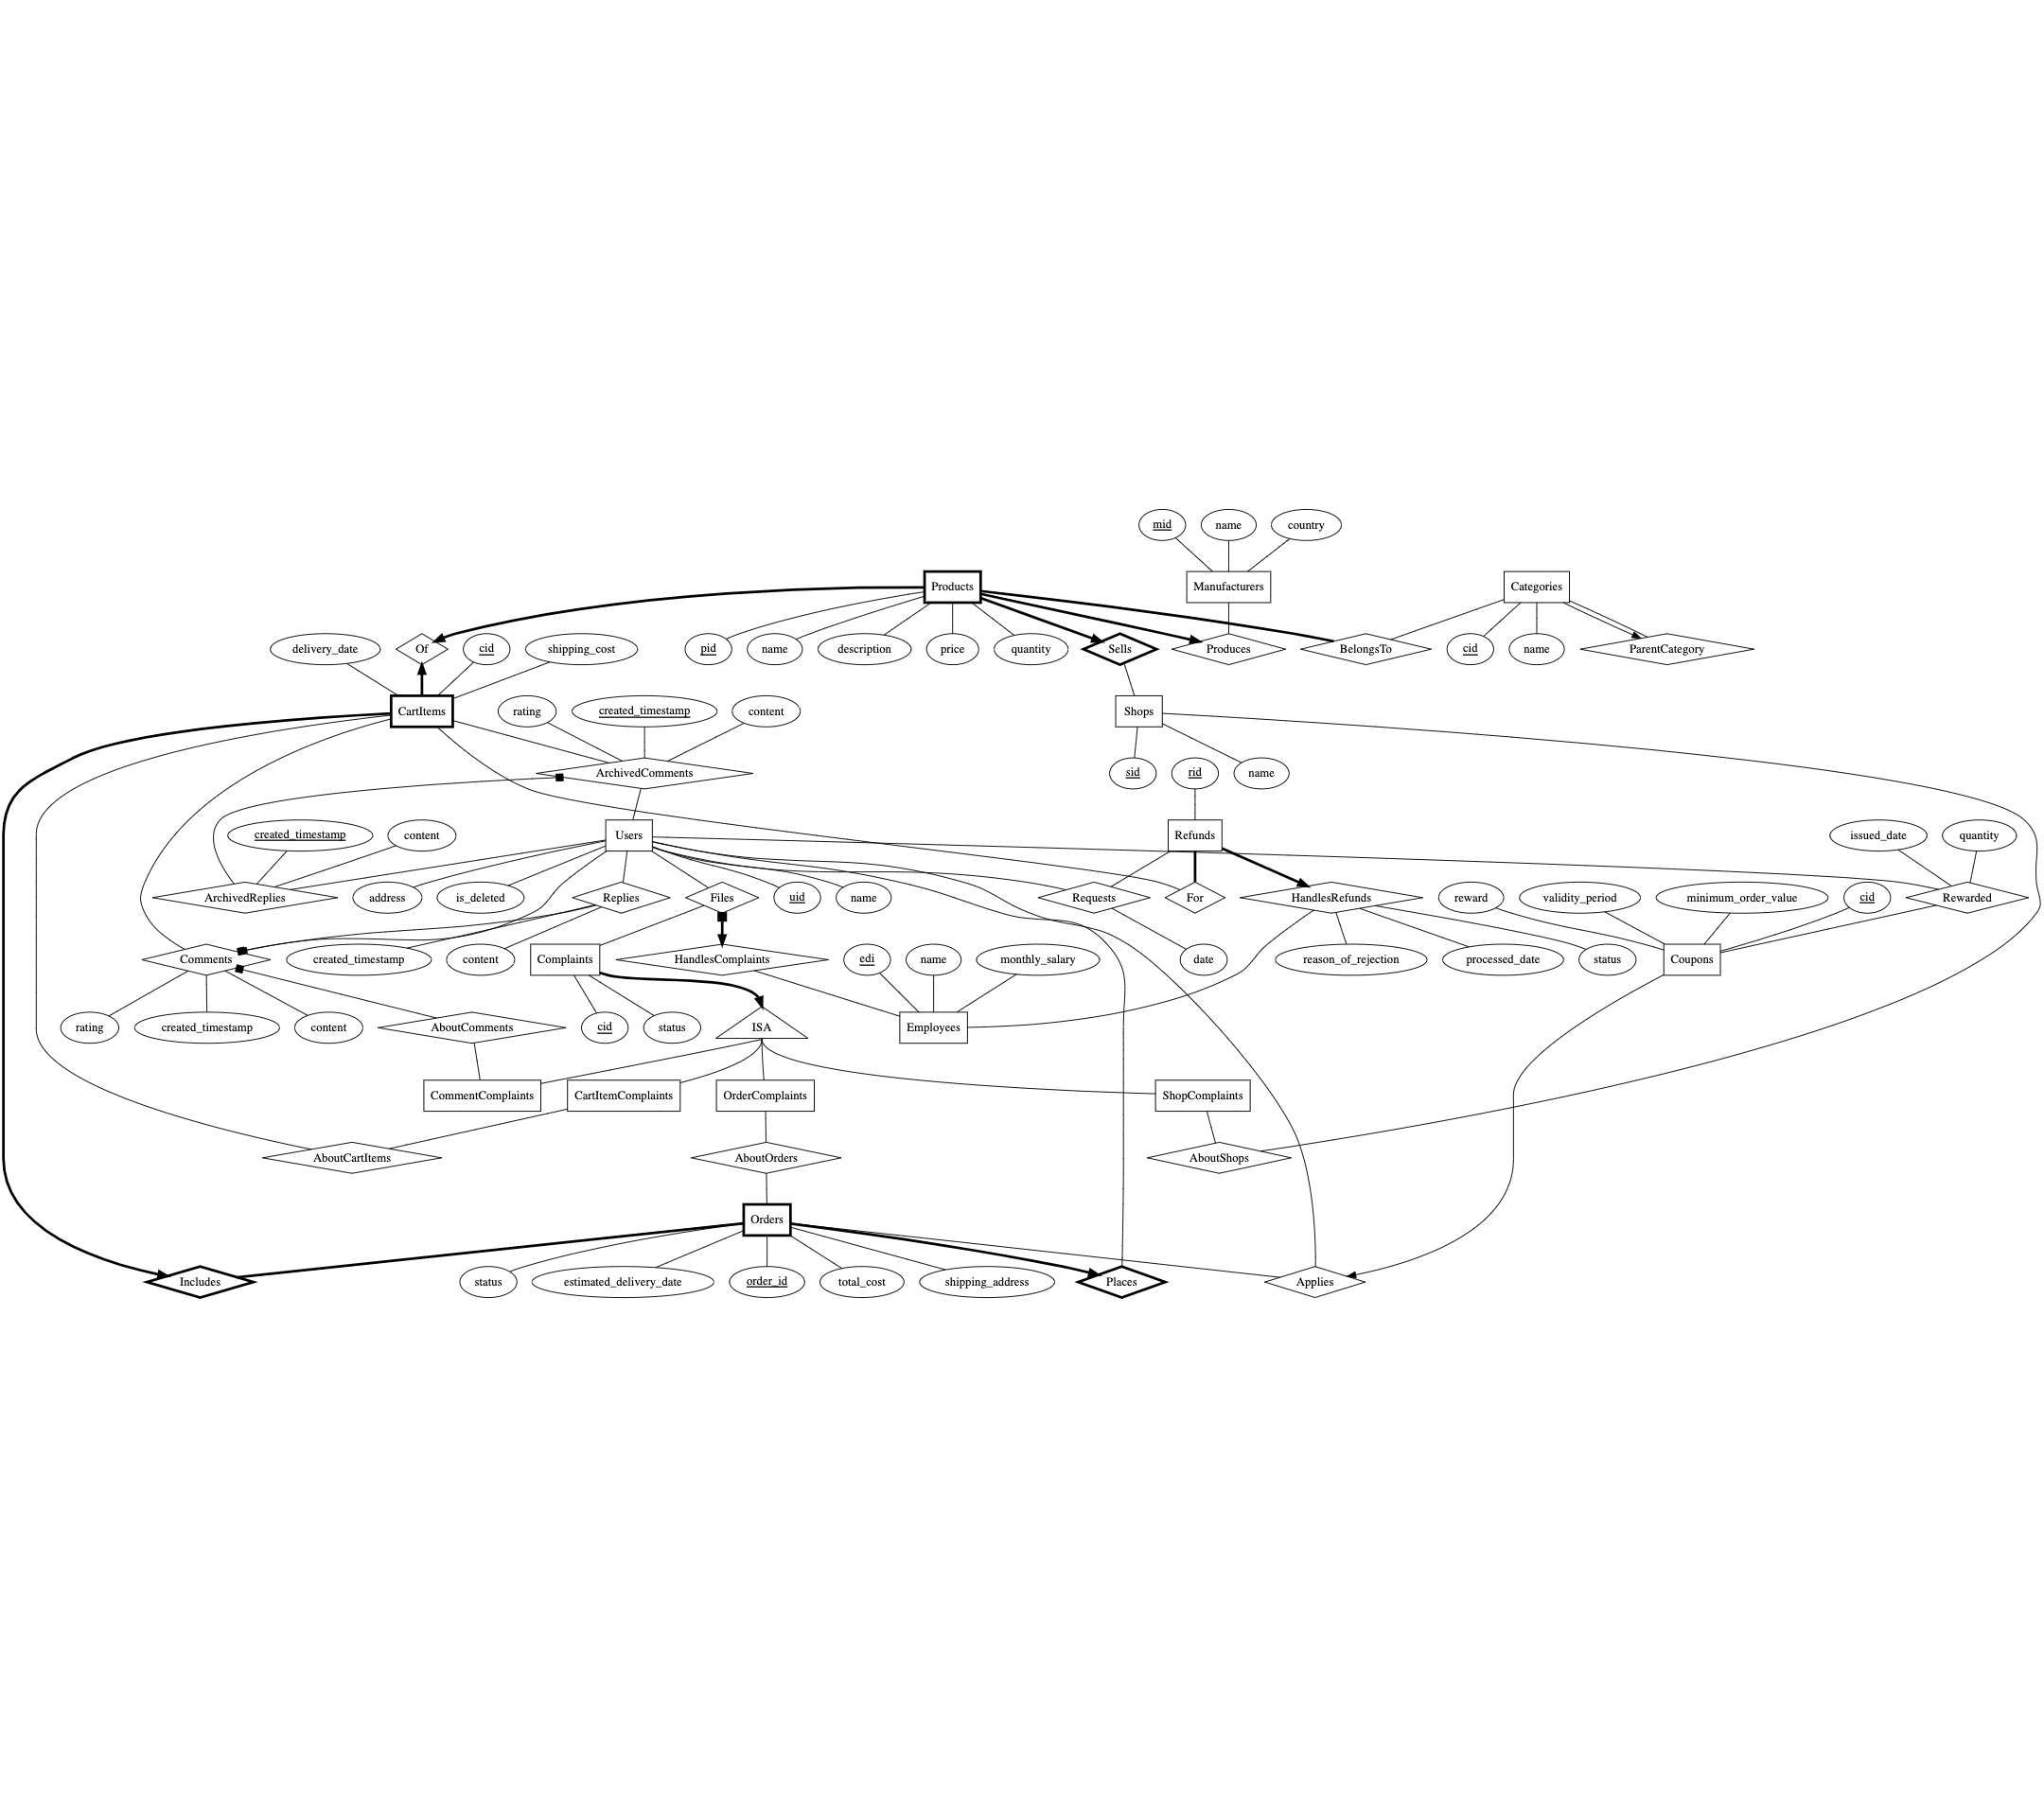 mid name country
Products Manufacturers Categories
delivery_date Of cid shipping_cost pid name description price quantity Sells Produces BelongsTo cid name ParentCategory
CartItems rating created_timestamp content Shops
ArchivedComments sid rid name
created_timestamp content Users Refunds issued_date quantity
ArchivedReplies address is_deleted Replies Files uid name Requests For HandlesRefunds reward validity_period minimum_order_value cid Rewarded
Comments created_timestamp content Complaints HandlesComplaints edi name monthly_salary date reason_of_rejection processed_date status Coupons
rating created_timestamp content AboutComments cid status ISA Employees
CommentComplaints CartItemComplaints OrderComplaints ShopComplaints
AboutCartItems AboutOrders AboutShops
Orders
Includes status estimated_delivery_date order_id total_cost shipping_address Places Applies